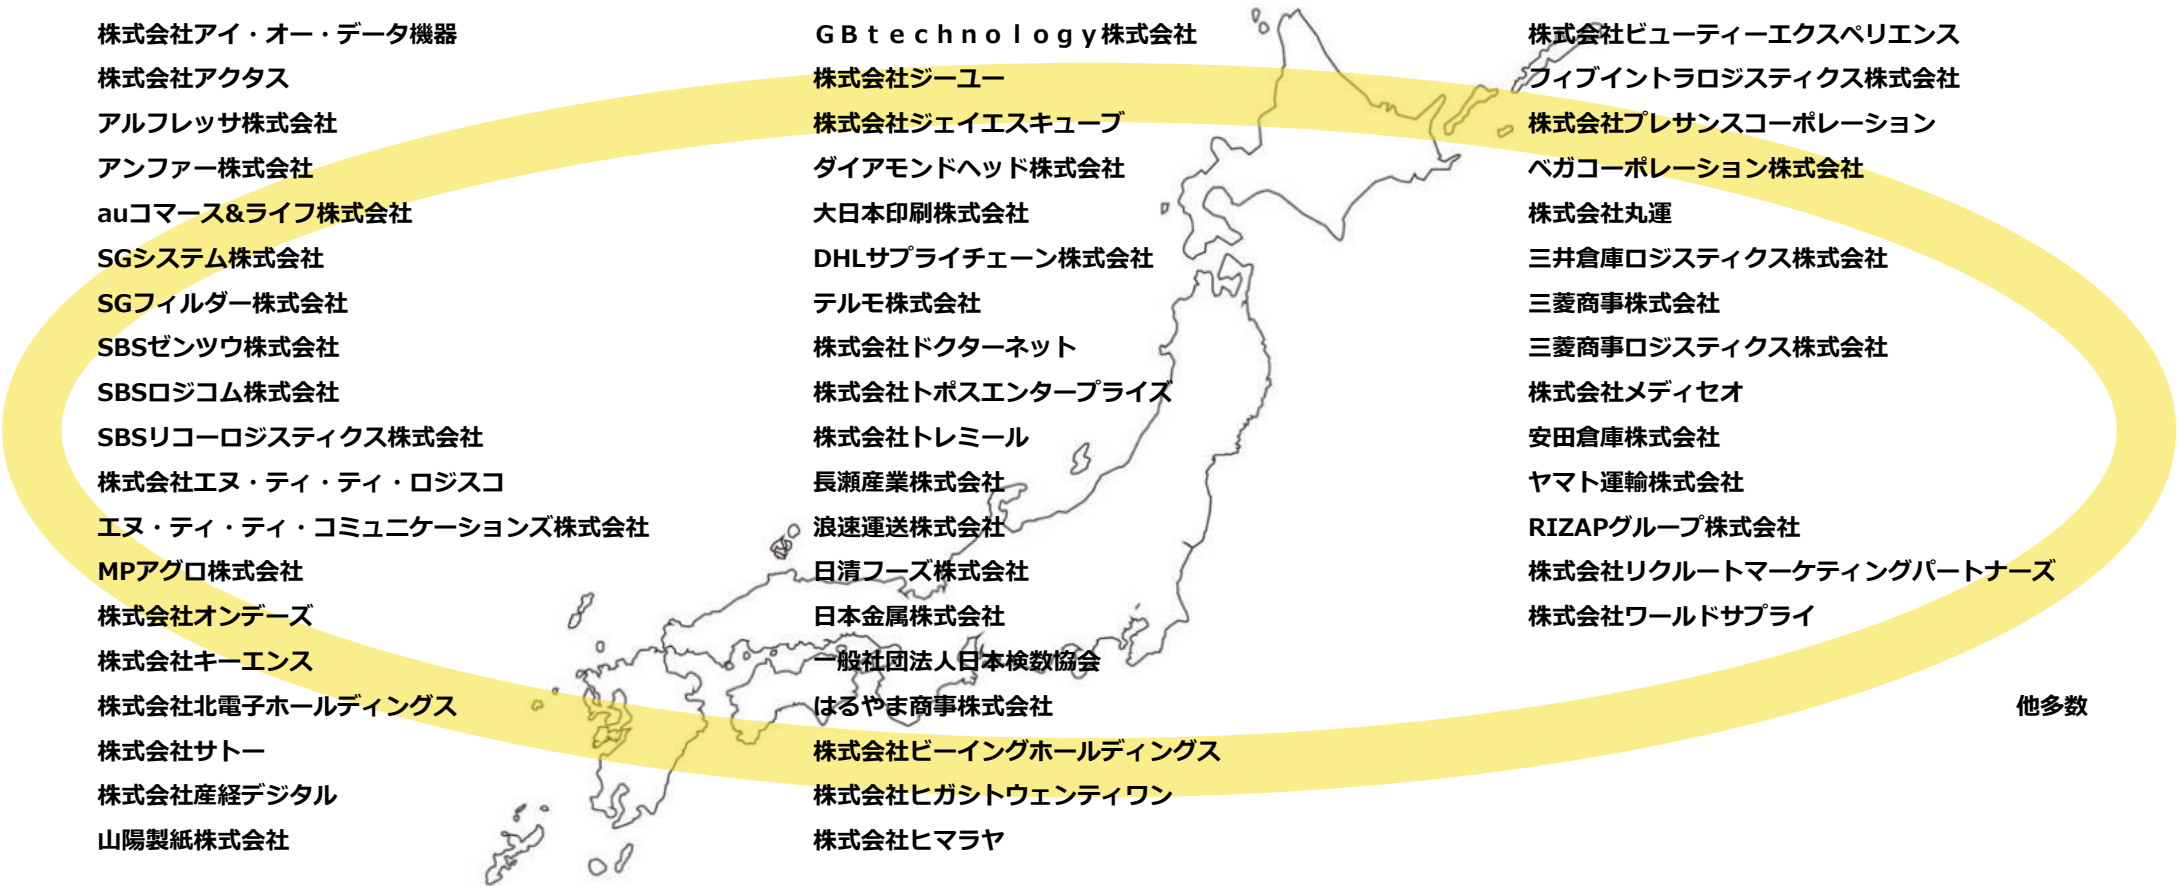 株式会社アイ・オー・データ機器
株式会社アクタス
アルフレッサ株式会社
アンファー株式会社
auコマース&ライフ株式会社
SGシステム株式会社
SGフィルダー株式会社
SBSゼンツウ株式会社
SBSロジコム株式会社
SBSリコーロジスティクス株式会社
株式会社エヌ・ティ・ティ・ロジスコ
エヌ・ティ・ティ・コミュニケーションズ株式会社
MPアグロ株式会社
株式会社オンデーズ
株式会社キーエンス
株式会社北電子ホールディングス
株式会社サトー
株式会社産経デジタル
山陽製紙株式会社
ＧＢｔｅｃｈｎｏｌｏｇｙ株式会社
株式会社ジーユー
株式会社ジェイエスキューブ
ダイアモンドヘッド株式会社
大日本印刷株式会社
DHLサプライチェーン株式会社
テルモ株式会社
株式会社ドクターネット
株式会社トポスエンタープライズ
株式会社トレミール
長瀬産業株式会社
浪速運送株式会社
日清フーズ株式会社
日本金属株式会社
一般社団法人日本検数協会
はるやま商事株式会社
株式会社ビーイングホールディングス
株式会社ヒガシトウェンティワン
株式会社ヒマラヤ
株式会社ビューティーエクスペリエンス
フィブイントラロジスティクス株式会社
株式会社プレサンスコーポレーション
ベガコーポレーション株式会社
株式会社丸運
三井倉庫ロジスティクス株式会社
三菱商事株式会社
三菱商事ロジスティクス株式会社
株式会社メディセオ
安田倉庫株式会社
ヤマト運輸株式会社
RIZAPグループ株式会社
株式会社リクルートマーケティングパートナーズ
株式会社ワールドサプライ
他多数